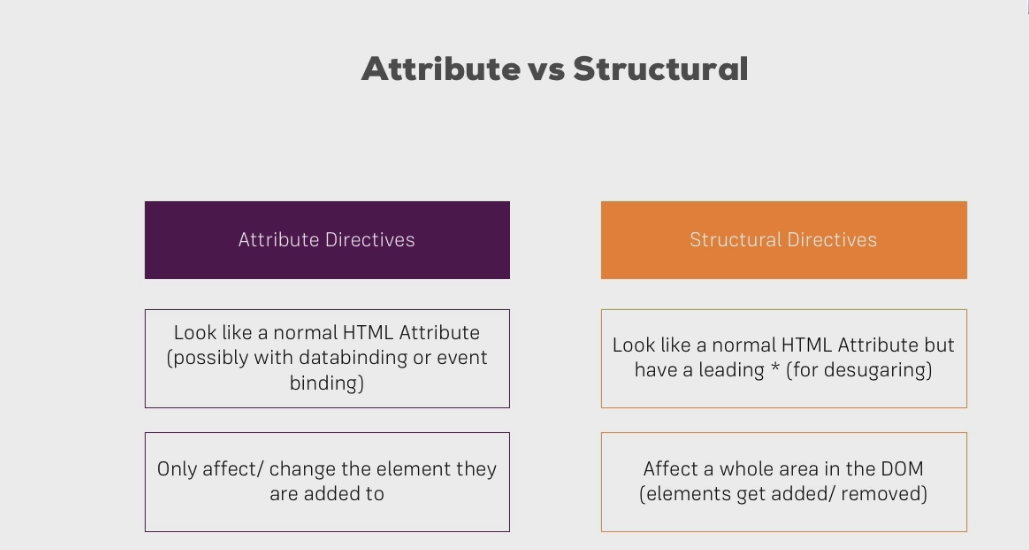 Attribute vs Structural
Attribute Directives
Structural Directives
Look like a normal HTML Attribute
(possibly with databinding or event
binding)
Look like a normal HTML Attribute but
have a leading * (for desugaring)
Only affect/ change the element they
are added to
Affect a whole area in the DOM
(elements get added/ removed)